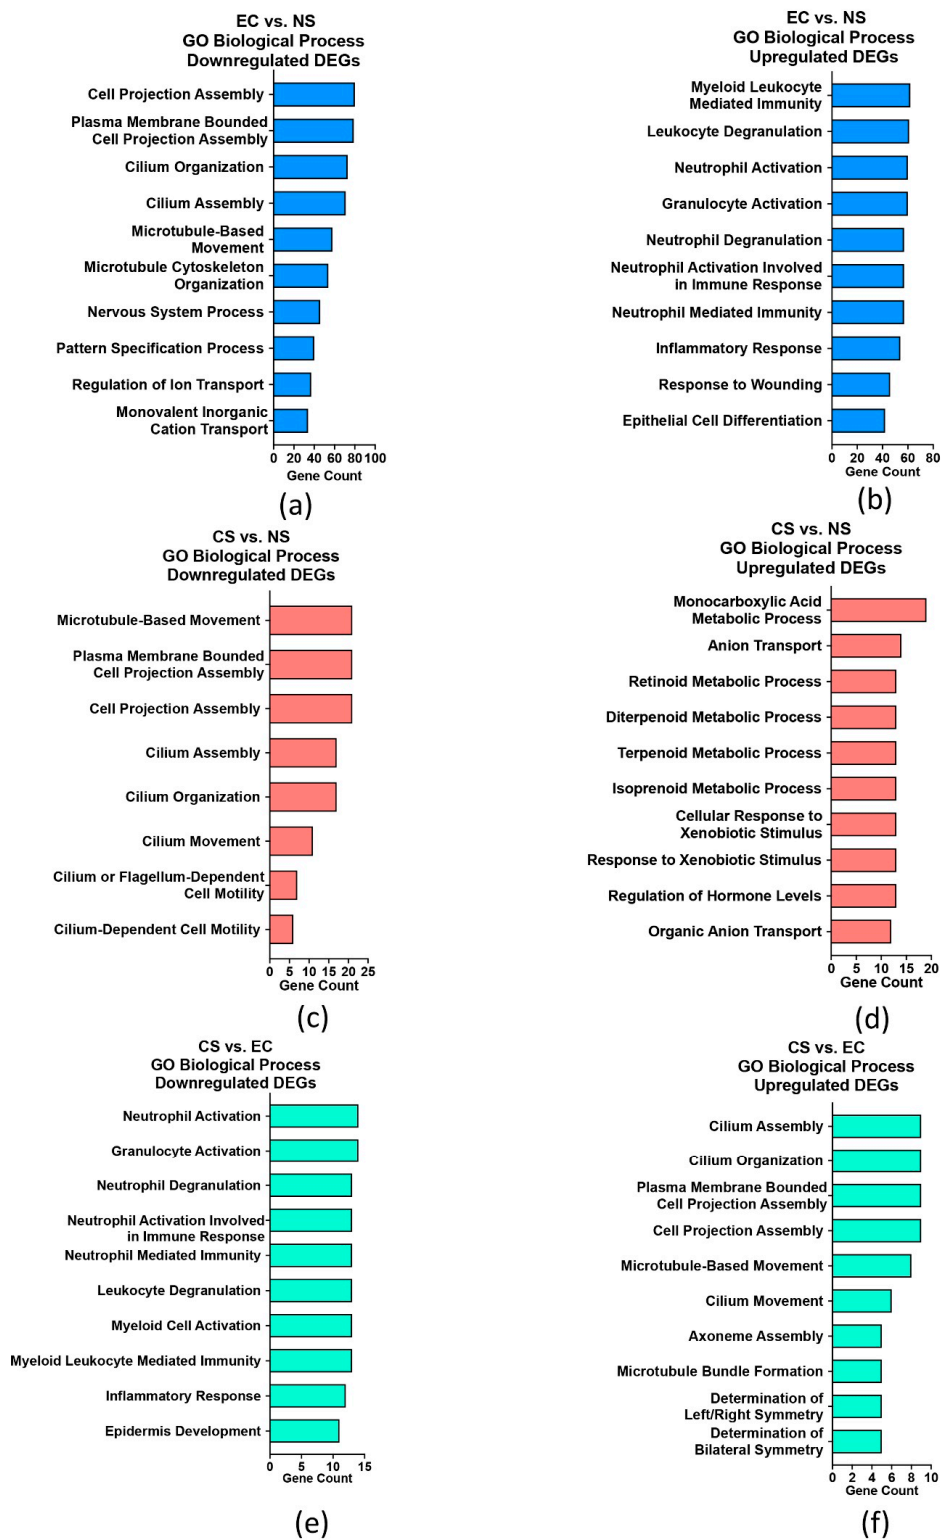 EC vs. NS
GO Biological Process
Downregulated DEGs
Cell Projection Assembly
Plasma Membrane Bounded
Cell Projection Assembly
Cilium Organization
Cilium Assembly
Microtubule-Based
Movement
Microtubule Cytoskeleton
Organization
Nervous System Process
Pattern Specification Process
Regulation of Ion Transport
Monovalent Inorganic
Cation Transport
0 20 40 60 80 100
Gene Count
(a)
EC vs. NS
GO Biological Process
Upregulated DEGs
Myeloid Leukocyte
Mediated Immunity
Leukocyte Degranulation
Neutrophil Activation
Granulocyte Activation
Neutrophil Degranulation
Neutrophil Activation Involved
in Immune Response
Neutrophil Mediated Immunity
Inflammatory Response
Response to Wounding
Epithelial Cell Differentiation
0 20 40 60 80
Gene Count
(b)
CS vs. NS
GO Biological Process
Downregulated DEGs
Microtubule-Based Movement
Plasma Membrane Bounded
Cell Projection Assembly
Cell Projection Assembly
Cilium Assembly
Cilium Organization
Cilium Movement
Cilium or Flagellum-Dependent
Cell Motility
Cilium-Dependent Cell Motility
0 5 10 15 20 25
Gene Count
(c)
CS vs. NS
GO Biological Process
Upregulated DEGs
Monocarboxylic Acid
Metabolic Process
Anion Transport
Retinoid Metabolic Process
Diterpenoid Metabolic Process
Terpenoid Metabolic Process
Isoprenoid Metabolic Process
Cellular Response to
Xenobiotic Stimulus
Response to Xenobiotic Stimulus
Regulation of Hormone Levels
Organic Anion Transport
0 5 10 15 20
Gene Count
(d)
CS vs. EC
GO Biological Process
Downregulated DEGs
Neutrophil Activation
Granulocyte Activation
Neutrophil Degranulation
Neutrophil Activation Involved
in Immune Response
Neutrophil Mediated Immunity
Leukocyte Degranulation
Myeloid Cell Activation
Myeloid Leukocyte Mediated Immunity
Inflammatory Response
Epidermis Development
0 5 10 15
Gene Count
(e)
CS vs. EC
GO Biological Process
Upregulated DEGs
Cilium Assembly
Cilium Organization
Plasma Membrane Bounded
Cell Projection Assembly
Cell Projection Assembly
Microtubule-Based Movement
Cilium Movement
Axoneme Assembly
Microtubule Bundle Formation
Determination of
Left/Right Symmetry
Determination of
Bilateral Symmetry
0 2 4 6 8 10
Gene Count
(f)